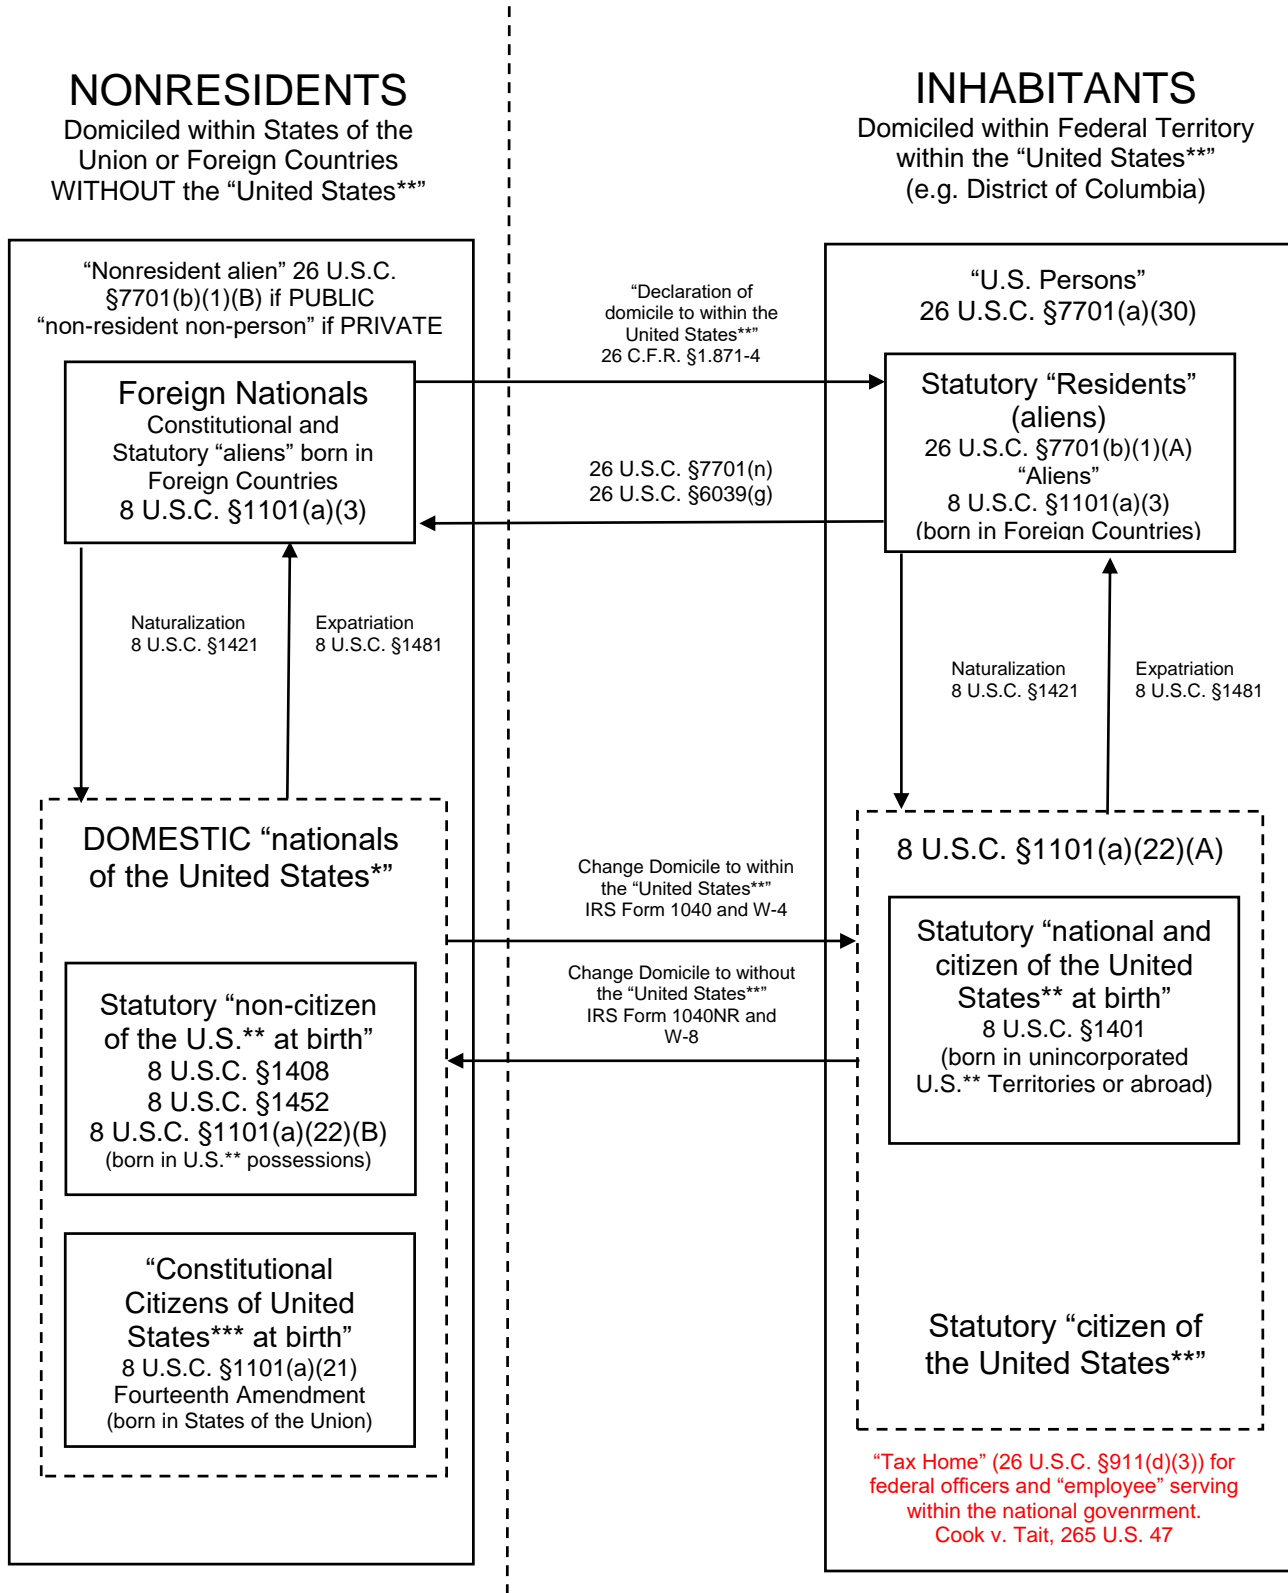 NONRESIDENTS
Domiciled within States of the
Union or Foreign Countries
WITHOUT the “United States**”
INHABITANTS
Domiciled within Federal Territory
within the “United States**”
(e.g. District of Columbia)
“Nonresident alien” 26 U.S.C.
§7701(b)(1)(B) if PUBLIC
“non-resident non-person” if PRIVATE
Foreign Nationals
Constitutional and
Statutory “aliens” born in
Foreign Countries
8 U.S.C. §1101(a)(3)
“Declaration of
domicile to within the
United States**”
26 C.F.R. §1.871-4
26 U.S.C. §7701(n)
26 U.S.C. §6039(g)
“U.S. Persons”
26 U.S.C. §7701(a)(30)
Statutory “Residents”
(aliens)
26 U.S.C. §7701(b)(1)(A)
“Aliens”
8 U.S.C. §1101(a)(3)
(born in Foreign Countries)
Naturalization
8 U.S.C. §1421
Expatriation
8 U.S.C. §1481
Naturalization
8 U.S.C. §1421
Expatriation
8 U.S.C. §1481
DOMESTIC “nationals
of the United States*”
Statutory “non-citizen
of the U.S.** at birth”
8 U.S.C. §1408
8 U.S.C. §1452
8 U.S.C. §1101(a)(22)(B)
(born in U.S.** possessions)
“Constitutional
Citizens of United
States*** at birth”
8 U.S.C. §1101(a)(21)
Fourteenth Amendment
(born in States of the Union)
Change Domicile to within
the “United States**”
IRS Form 1040 and W-4
Change Domicile to without
the “United States**”
IRS Form 1040NR and
W-8
8 U.S.C. §1101(a)(22)(A)
Statutory “national and
citizen of the United
States** at birth”
8 U.S.C. §1401
(born in unincorporated
U.S.** Territories or abroad)
Statutory “citizen of
the United States**”
“Tax Home” (26 U.S.C. §911(d)(3)) for
federal officers and “employee” serving
within the national govenrment.
Cook v. Tait, 265 U.S. 47